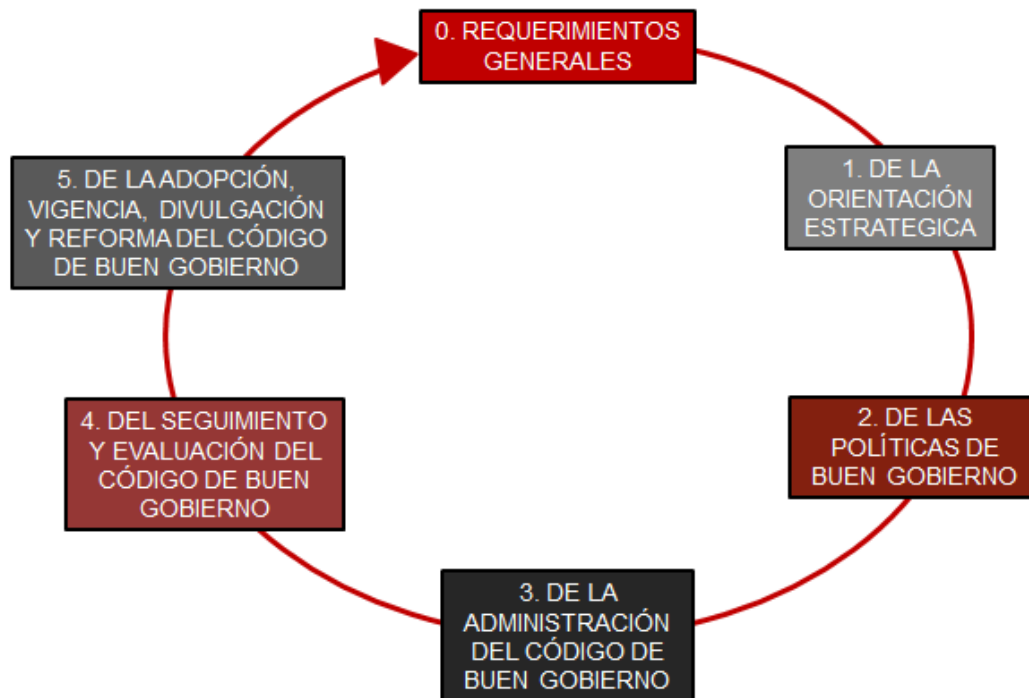 0. REQUERIMIENTOS
GENERALES
1. DE LA
ORIENTACIÓN
ESTRATEGICA
2. DE LAS
POLÍTICAS DE
BUEN GOBIERNO
3. DE LA
ADMINISTRACIÓN
DEL CÓDIGO DE
BUEN GOBIERNO
4. DEL SEGUIMIENTO
Y EVALUACIÓN DEL
CÓDIGO DE BUEN
GOBIERNO
5. DE LA ADOPCIÓN,
VIGENCIA, DIVULGACIÓN
Y REFORMA DEL CÓDIGO
DE BUEN GOBIERNO